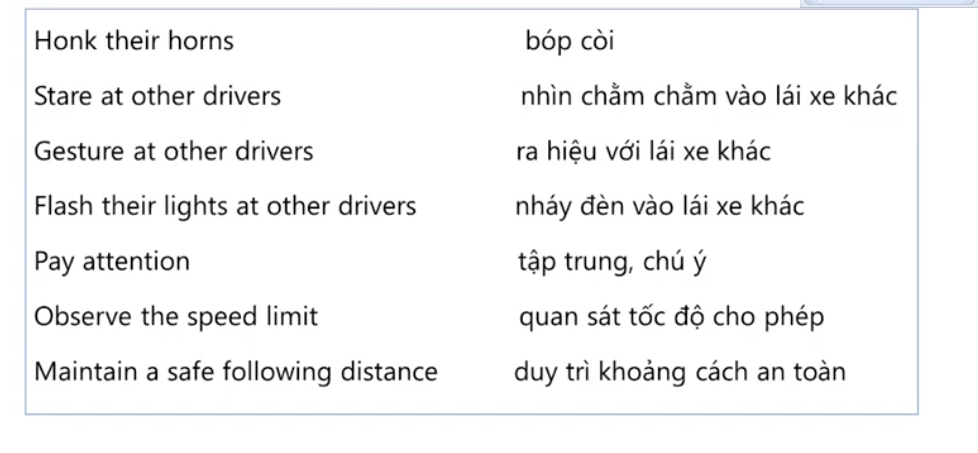 Honk their horns bóp còi
Stare at other drivers nhìn chằm chằm vào lái xe khác
Gesture at other drivers ra hiệu với lái xe khác
Flash their lights at other drivers nháy đèn vào lái xe khác
Pay attention tập trung, chú ý
Observe the speed limit quan sát tốc độ cho phép
Maintain a safe following distance duy trì khoảng cách an toàn